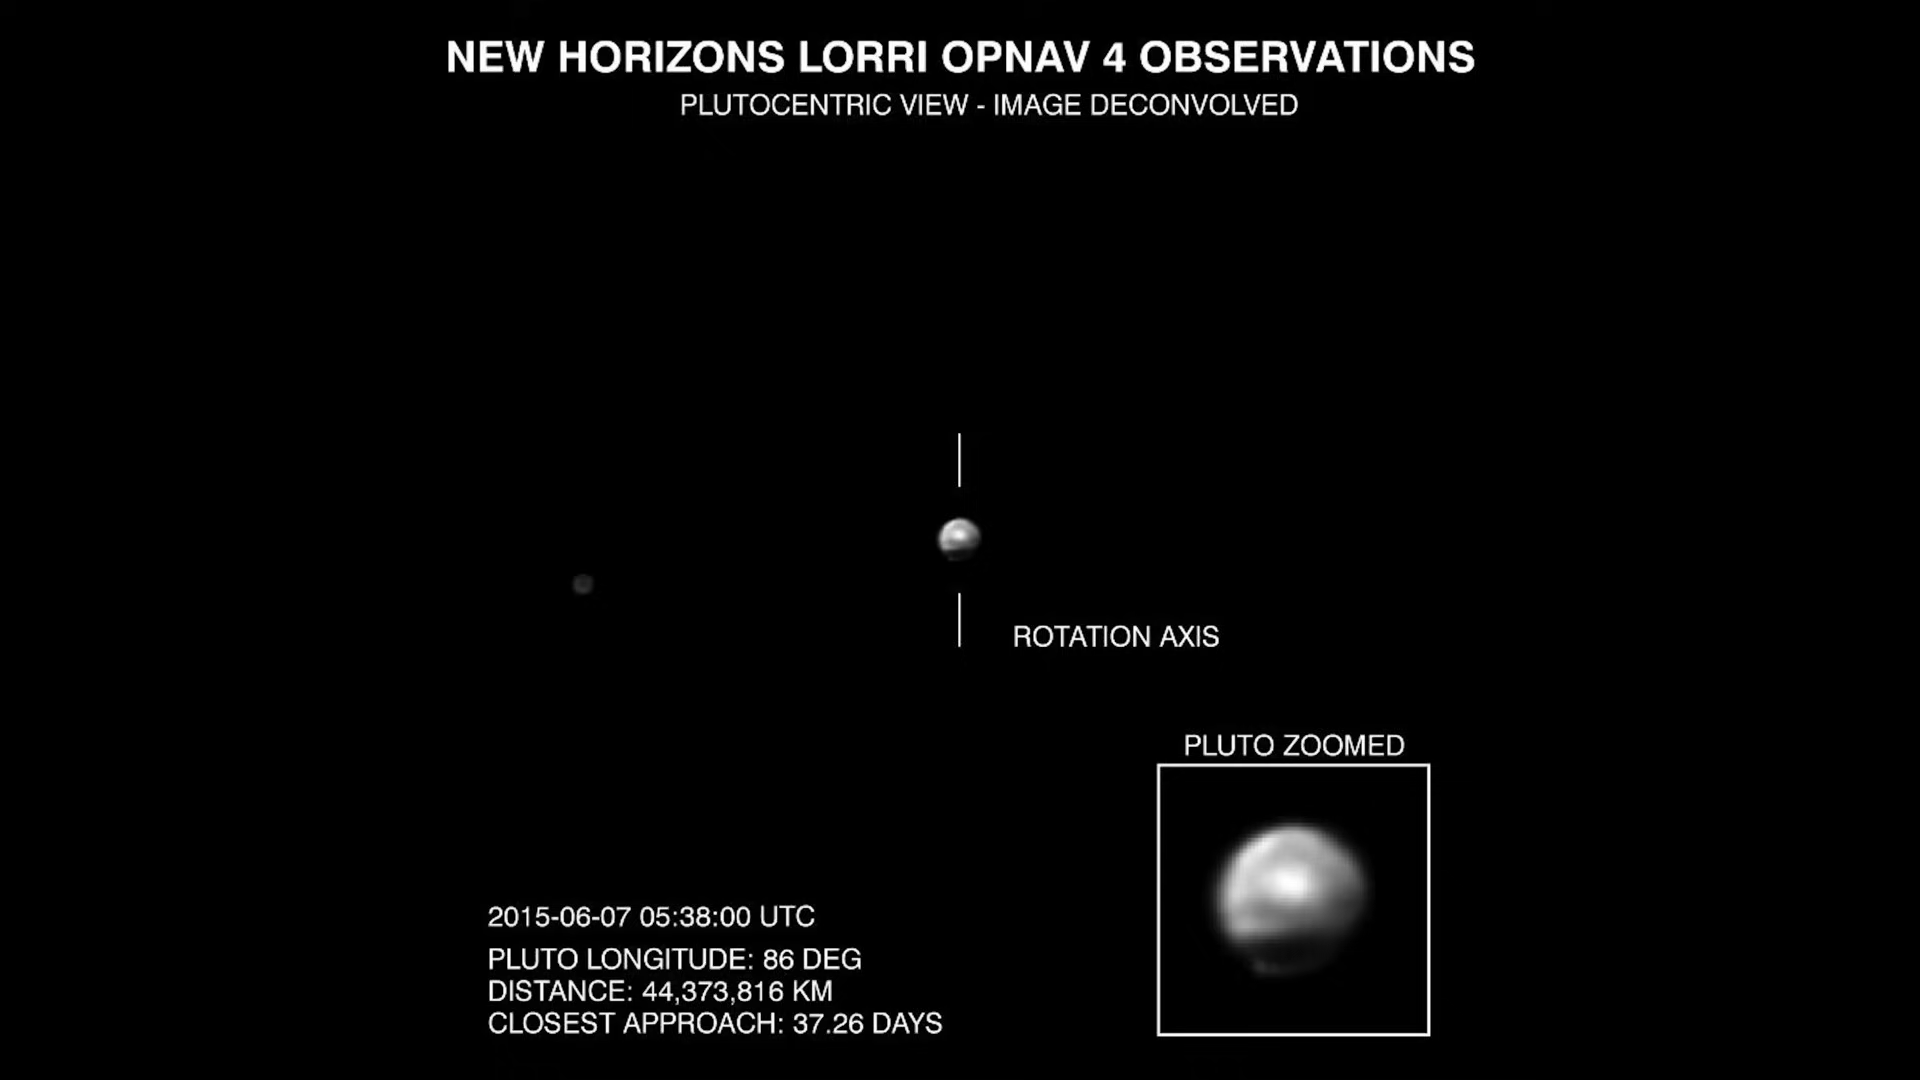 NEW HORIZONS LORRI OPNAV 4 OBSERVATIONS
PLUTOCENTRIC VIEW - IMAGE DECONVOLVED
ROTATION AXIS
PLUTO ZOOMED
2015-06-07 05:38:00 UTC
PLUTO LONGITUDE: 86 DEG
DISTANCE: 44,373,816 KM
CLOSEST APPROACH: 37.26 DAYS